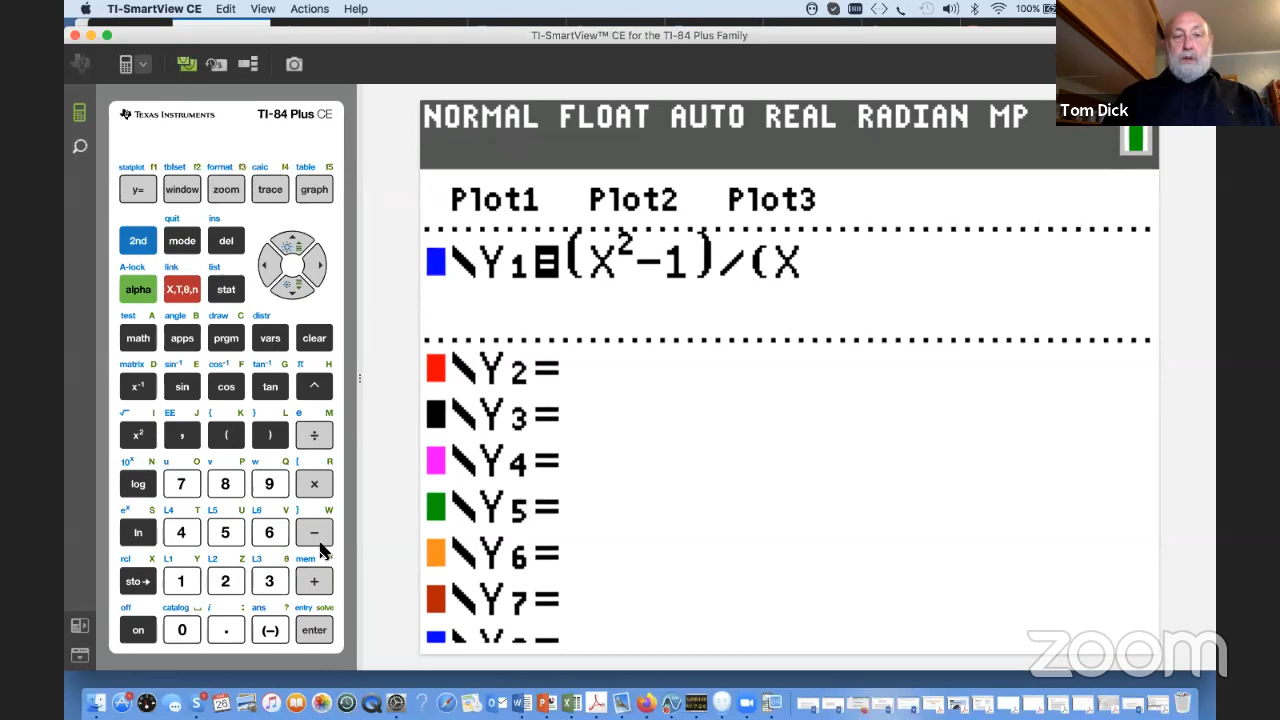 TI-SmartView CE Edit View Actions Help 100%
TI-SmartView™ CE for the TI-84 Plus Family
Tom Dick
TEXAS INSTRUMENTS TI-84 Plus CE
NORMAL FLOAT AUTO REAL RADIAN MP
Plot1 Plot2 Plot3
\Y1=(X²-1)/(X
\Y2=
\Y3=
\Y4=
\Y5=
\Y6=
\Y7=
statplot f1 tblset f2 format f3 calc f4 table f5
y= window zoom trace graph
quit ins
2nd mode del
A-lock link list
alpha X,T,θ,n stat
test A angle B draw C distr
math apps prgm vars clear
matrix D sin⁻¹ E cos⁻¹ F tan⁻¹ G π H
x⁻¹ sin cos tan ^
√ I EE J { K } L e M
x² , ( ) ÷
10ˣ N u O v P w Q [ R
log 7 8 9 ×
eˣ S L4 T L5 U L6 V ] W
ln 4 5 6 −
rcl X L1 Y L2 Z L3 θ mem
sto→ 1 2 3 +
off catalog i : ans ? entry solve
on 0 . (−) enter
zoom